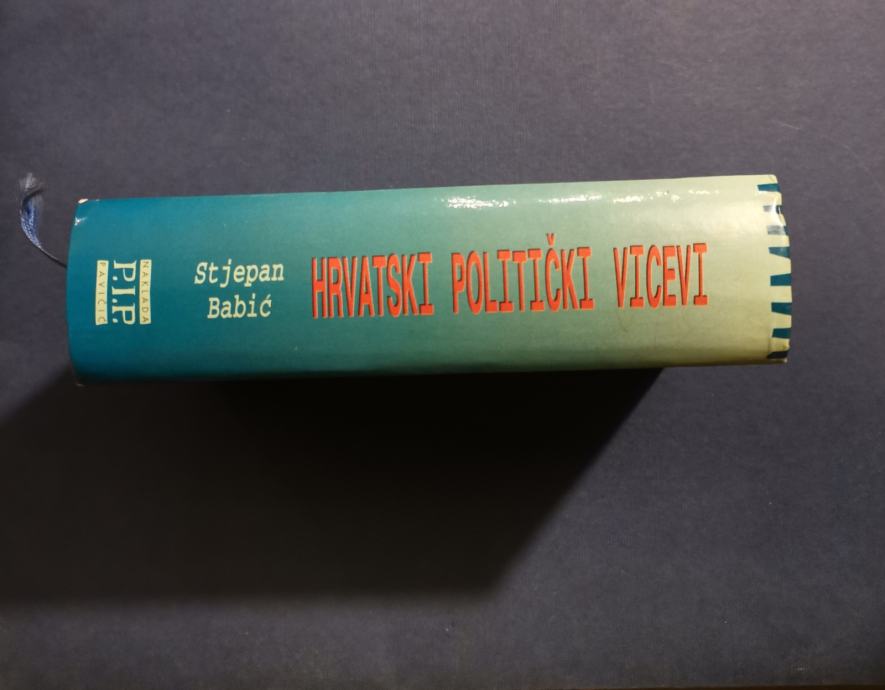 Stjepan
Babić
HRVATSKI POLITIČKI VICEVI
NAKLADA
P.I.P.
PAVIČIĆ